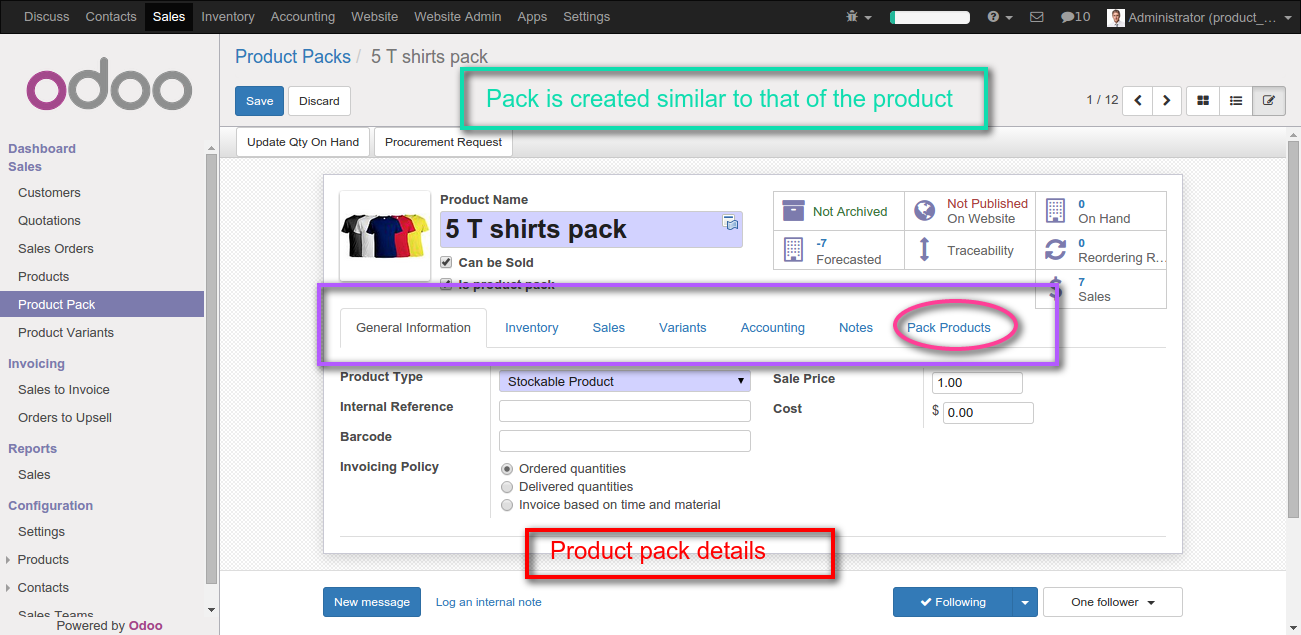 Discuss Contacts Sales Inventory Accounting Website Website Admin Apps Settings 10 Administrator (product_...
odoo
Product Packs / 5 T shirts pack
Save Discard
Pack is created similar to that of the product
1 / 12
Update Qty On Hand Procurement Request
Dashboard
Sales
Customers
Quotations
Sales Orders
Products
Product Pack
Product Variants
Invoicing
Sales to Invoice
Orders to Upsell
Reports
Sales
Configuration
Settings
Products
Contacts
Sales Teams
Powered by Odoo
Product Name
5 T shirts pack
Can be Sold
Is product pack
Not Archived
Not Published
On Website
0
On Hand
-7
Forecasted
Traceability
0
Reordering R...
7
Sales
General Information Inventory Sales Variants Accounting Notes Pack Products
Product Type Stockable Product
Internal Reference
Barcode
Invoicing Policy
Ordered quantities
Delivered quantities
Invoice based on time and material
Sale Price 1.00
Cost $ 0.00
Product pack details
New message Log an internal note Following One follower